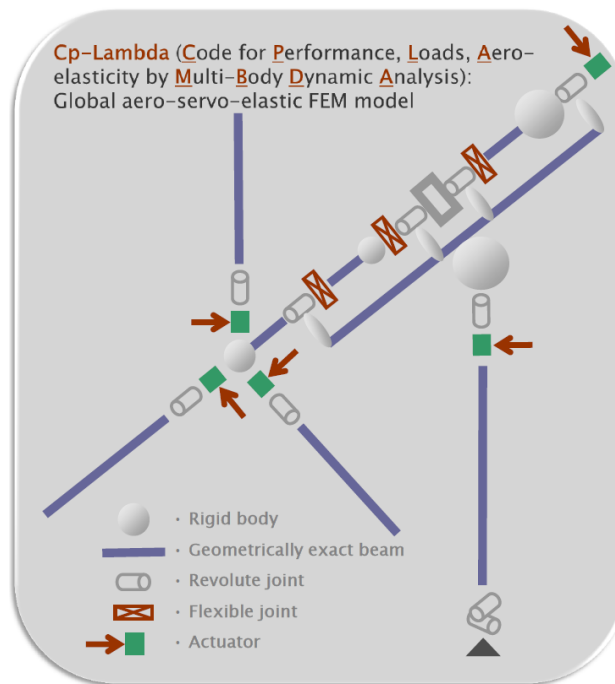 Cp-Lambda (Code for Performance, Loads, Aero-
elasticity by Multi-Body Dynamic Analysis):
Global aero-servo-elastic FEM model
· Rigid body
· Geometrically exact beam
· Revolute joint
· Flexible joint
· Actuator